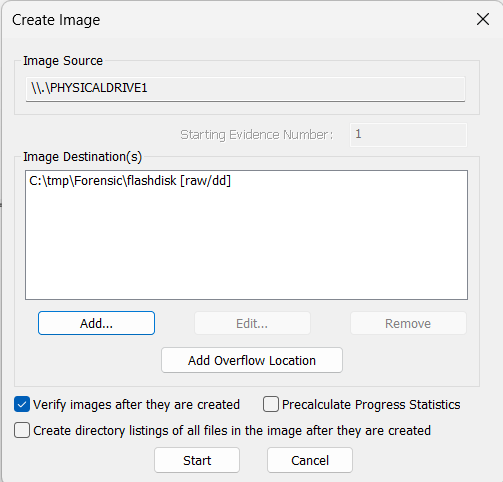 Create Image
Image Source
\\.\PHYSICALDRIVE1
Starting Evidence Number: 1
Image Destination(s)
C:\tmp\Forensic\flashdisk [raw/dd]
Add... Edit... Remove
Add Overflow Location
Verify images after they are created Precalculate Progress Statistics
Create directory listings of all files in the image after they are created
Start Cancel